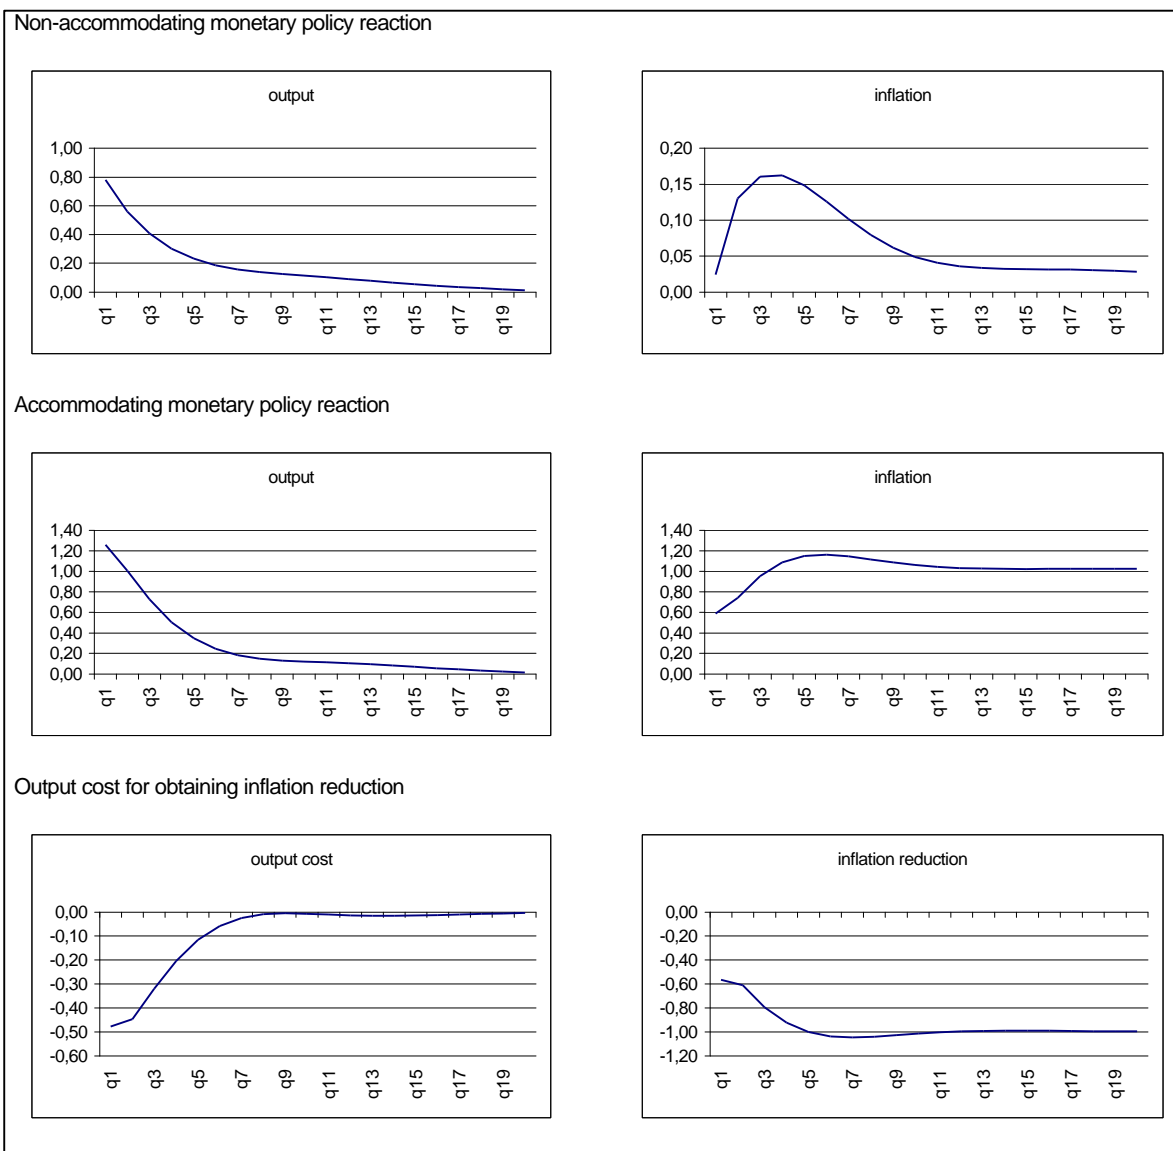 Non-accommodating monetary policy reaction
output
1,00
0,80
0,60
0,40
0,20
0,00
q1 q3 q5 q7 q9 q11 q13 q15 q17 q19
inflation
0,20
0,15
0,10
0,05
0,00
q1 q3 q5 q7 q9 q11 q13 q15 q17 q19
Accommodating monetary policy reaction
output
1,40
1,20
1,00
0,80
0,60
0,40
0,20
0,00
q1 q3 q5 q7 q9 q11 q13 q15 q17 q19
inflation
1,40
1,20
1,00
0,80
0,60
0,40
0,20
0,00
q1 q3 q5 q7 q9 q11 q13 q15 q17 q19
Output cost for obtaining inflation reduction
output cost
0,00
-0,10
-0,20
-0,30
-0,40
-0,50
-0,60
q1 q3 q5 q7 q9 q11 q13 q15 q17 q19
inflation reduction
0,00
-0,20
-0,40
-0,60
-0,80
-1,00
-1,20
q1 q3 q5 q7 q9 q11 q13 q15 q17 q19